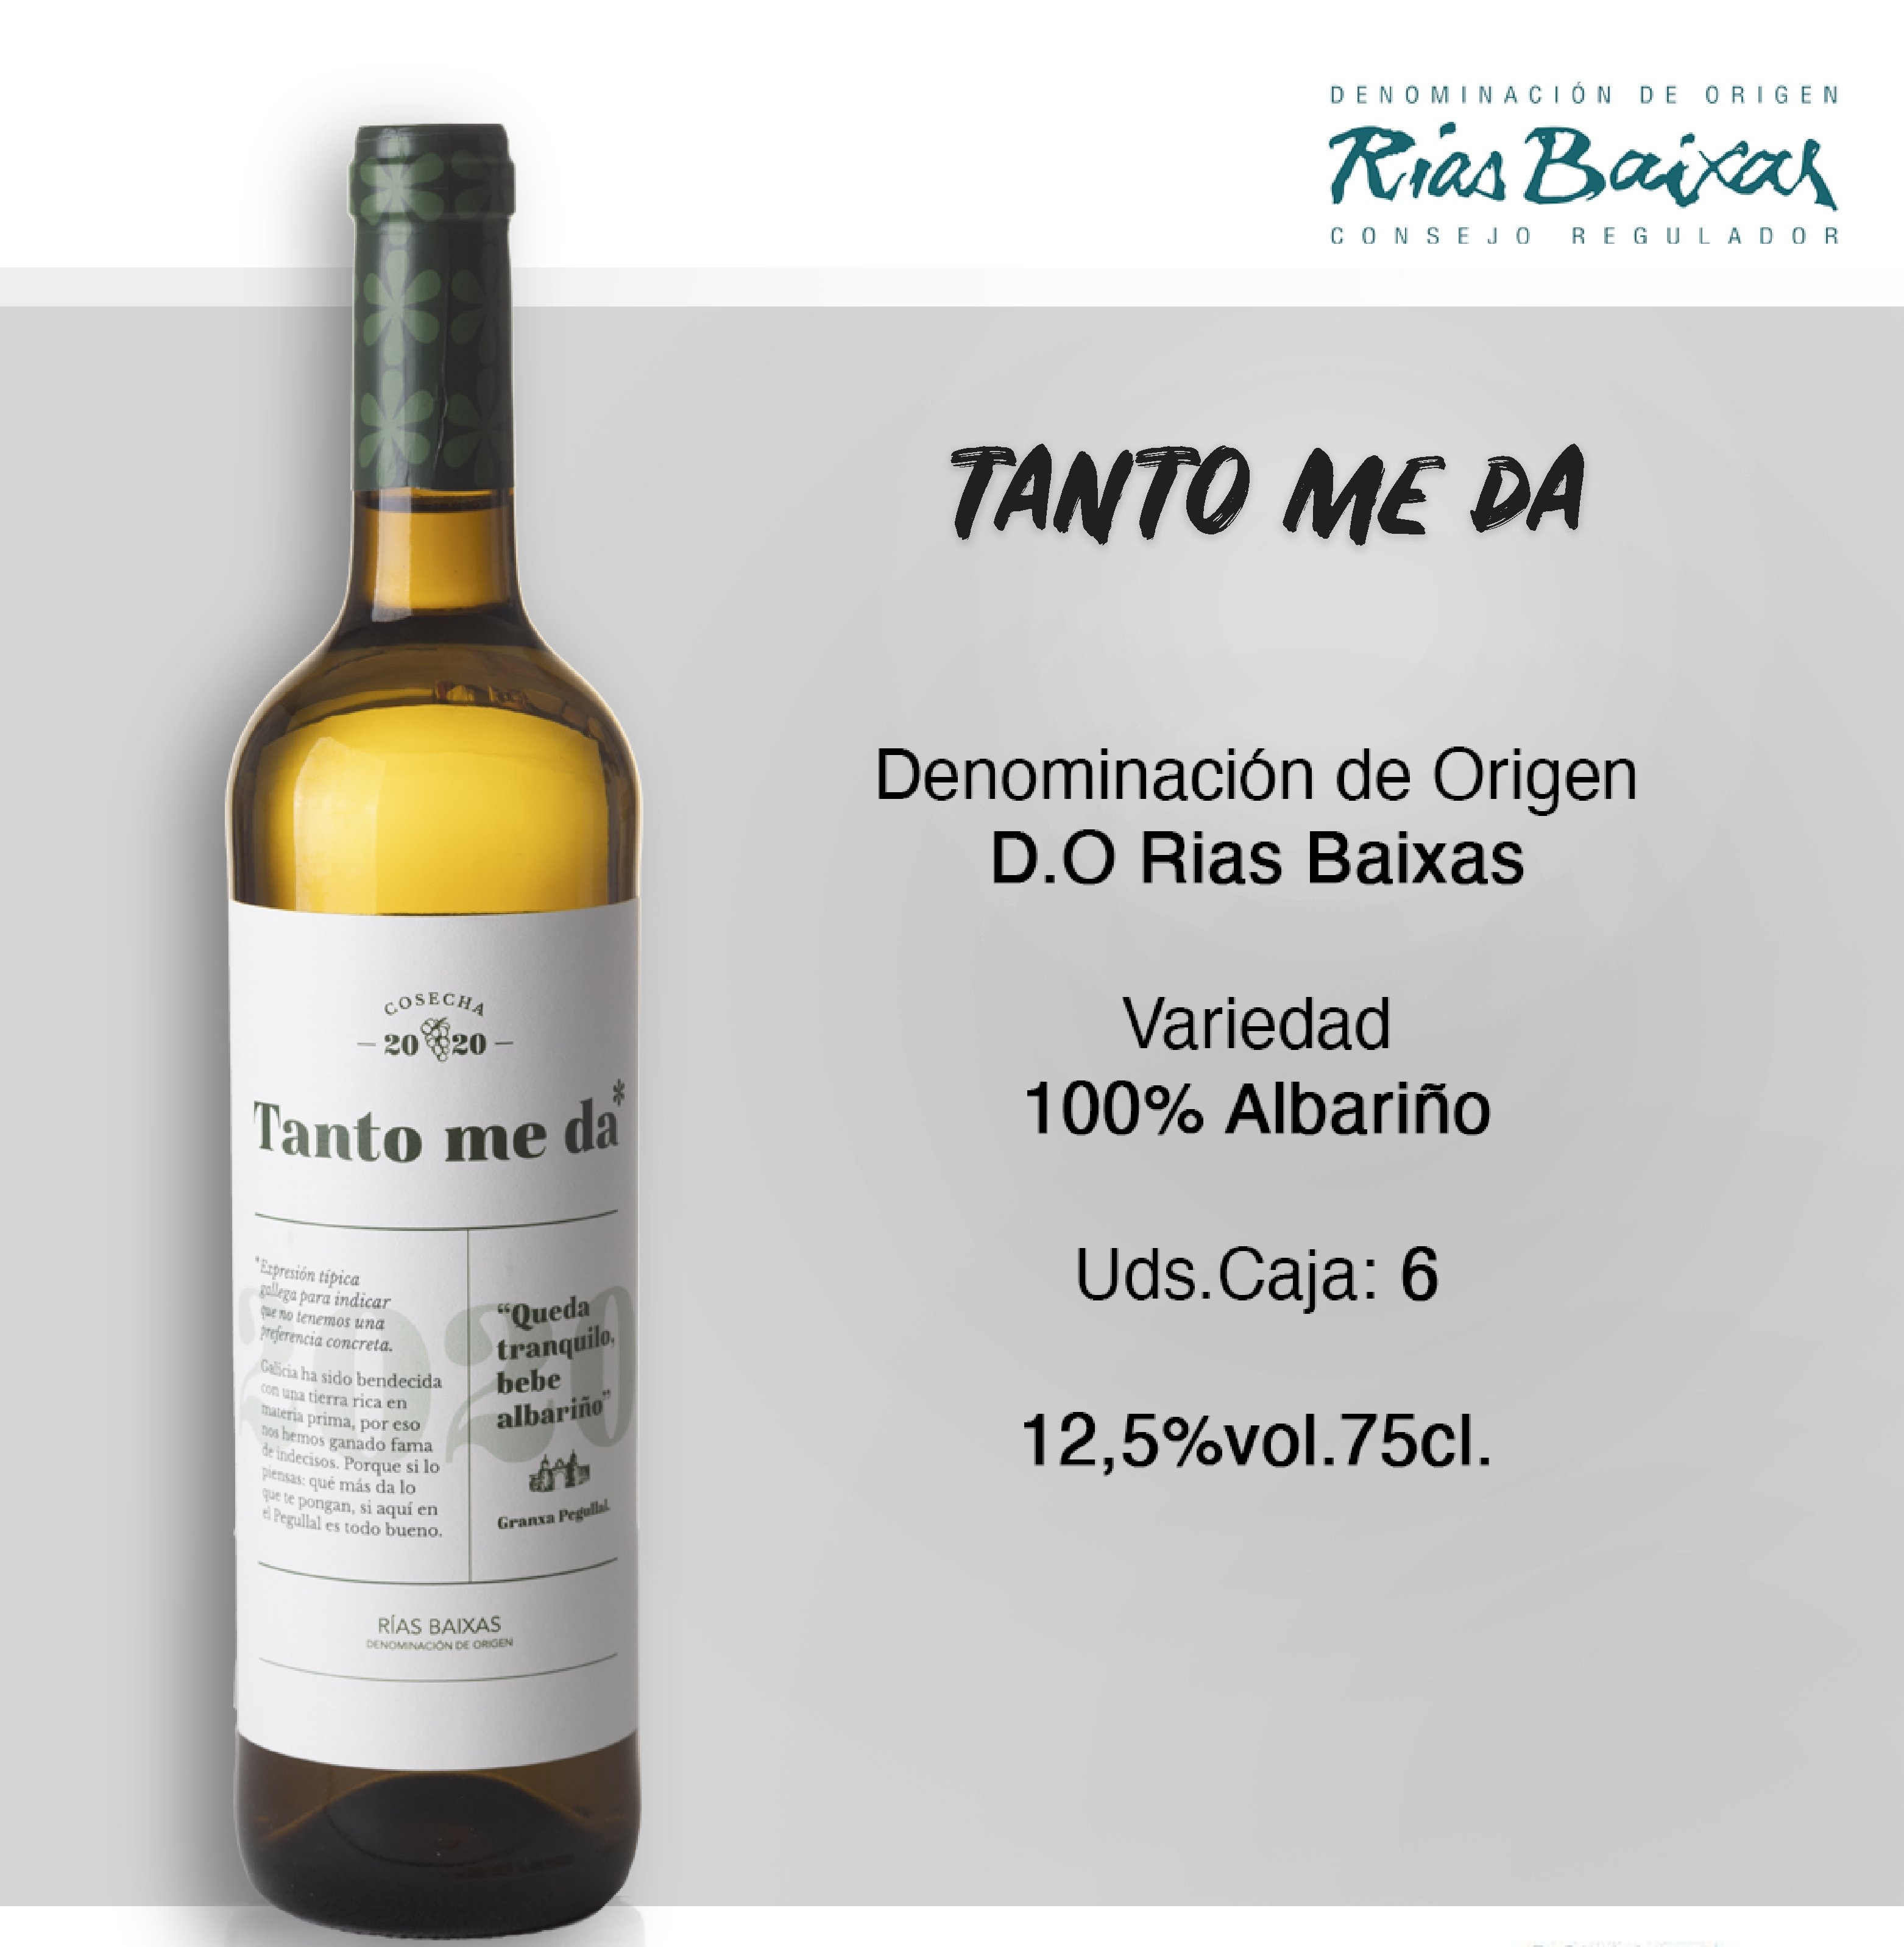 DENOMINACIÓN DE ORIGEN
Rías Baixas
CONSEJO REGULADOR
TANTO ME DA
Denominación de Origen
D.O Rias Baixas
Variedad
100% Albariño
Uds.Caja: 6
12,5%vol.75cl.
COSECHA
2020
Tanto me da*
*Expresión típica
gallega para indicar
que no tenemos una
preferencia concreta.
Galicia ha sido bendecida
con una tierra rica en
materia prima, por eso
nos hemos ganado fama
de indecisos. Porque si lo
piensas: qué más da lo
que te pongan, si aquí en
el Pegullal es todo bueno.
2020
“Queda
tranquilo,
bebe
albariño”
Granxa Pegullal.
RÍAS BAIXAS
DENOMINACIÓN DE ORIGEN